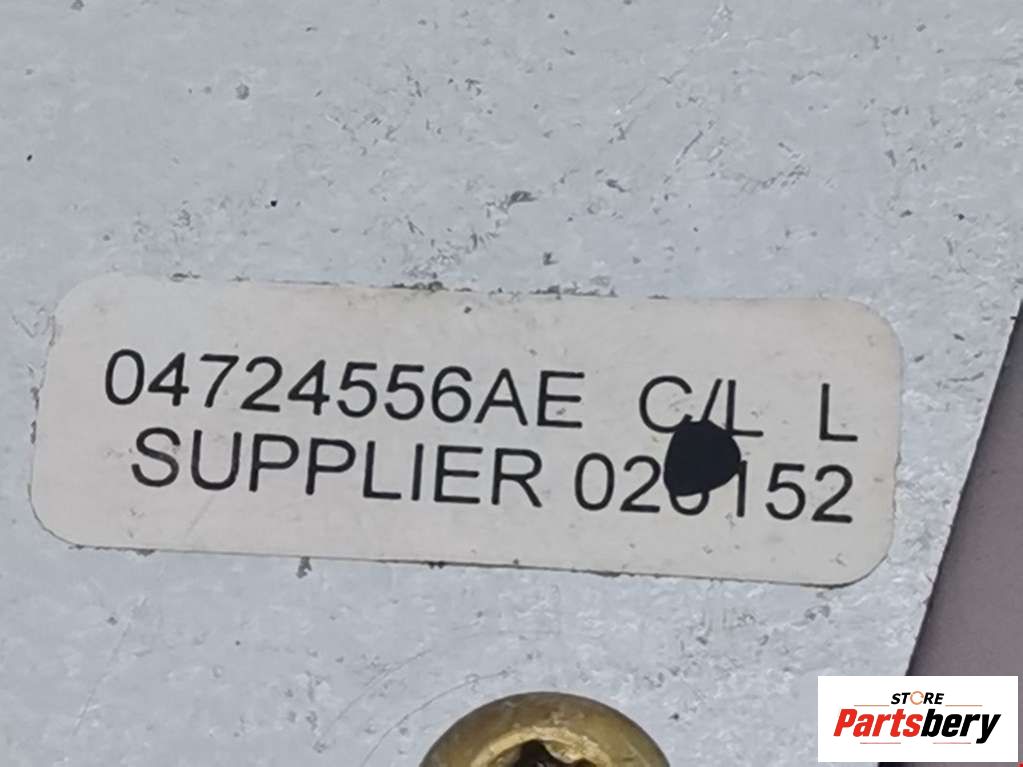 04724556AE C/L L
SUPPLIER
STORE
Partsbery